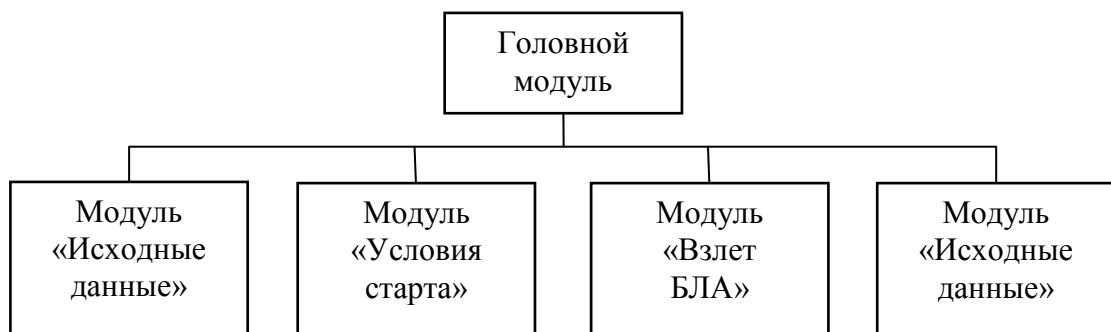 Головной
модуль
Модуль
«Исходные
данные»
Модуль
«Условия
старта»
Модуль
«Взлет
БЛА»
Модуль
«Исходные
данные»